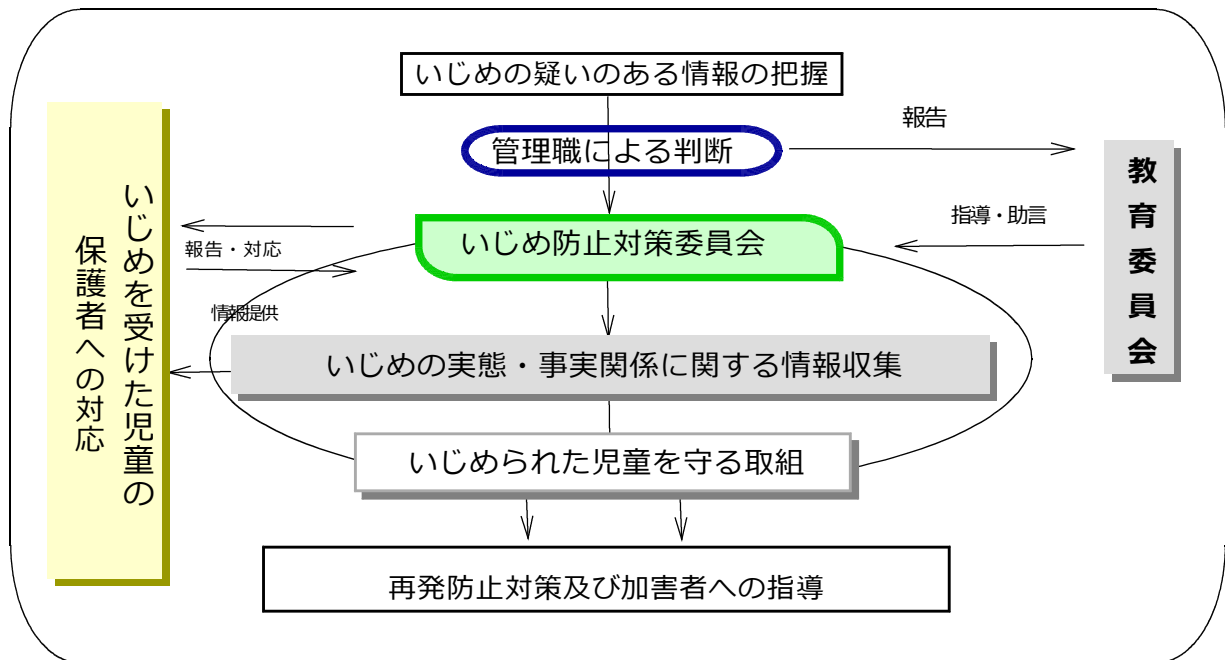 いじめの疑いのある情報の把握
管理職による判断
報告
教育委員会
指導・助言
いじめ防止対策委員会
報告・対応
いじめを受けた児童の
保護者への対応
情報提供
いじめの実態・事実関係に関する情報収集
いじめられた児童を守る取組
再発防止対策及び加害者への指導